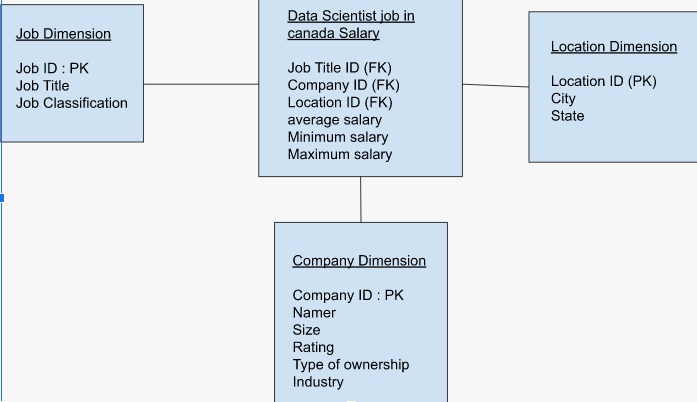 Job Dimension
Job ID : PK
Job Title
Job Classification
Data Scientist job in
canada Salary
Job Title ID (FK)
Company ID (FK)
Location ID (FK)
average salary
Minimum salary
Maximum salary
Location Dimension
Location ID (PK)
City
State
Company Dimension
Company ID : PK
Namer
Size
Rating
Type of ownership
Industry